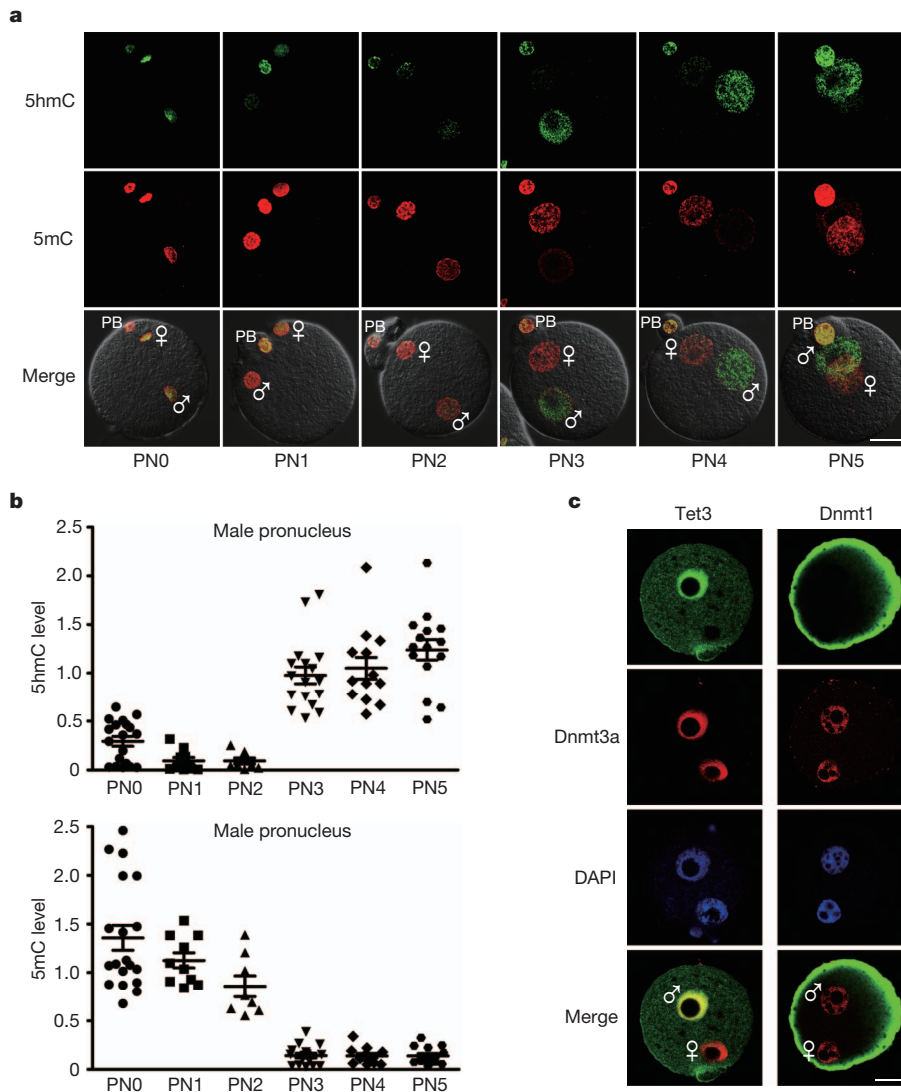 a
5hmC
5mC
Merge
PB ♀ ♂
PB ♀ ♂
PB ♀ ♂
PB ♀ ♂
PB ♀ ♂
PB ♂ ♀
PN0 PN1 PN2 PN3 PN4 PN5
b
Male pronucleus
5hmC level
2.5
2.0
1.5
1.0
0.5
0
PN0 PN1 PN2 PN3 PN4 PN5
Male pronucleus
5mC level
2.5
2.0
1.5
1.0
0.5
0
PN0 PN1 PN2 PN3 PN4 PN5
c
Tet3 Dnmt1
Dnmt3a
DAPI
Merge
♂ ♂
♀ ♀